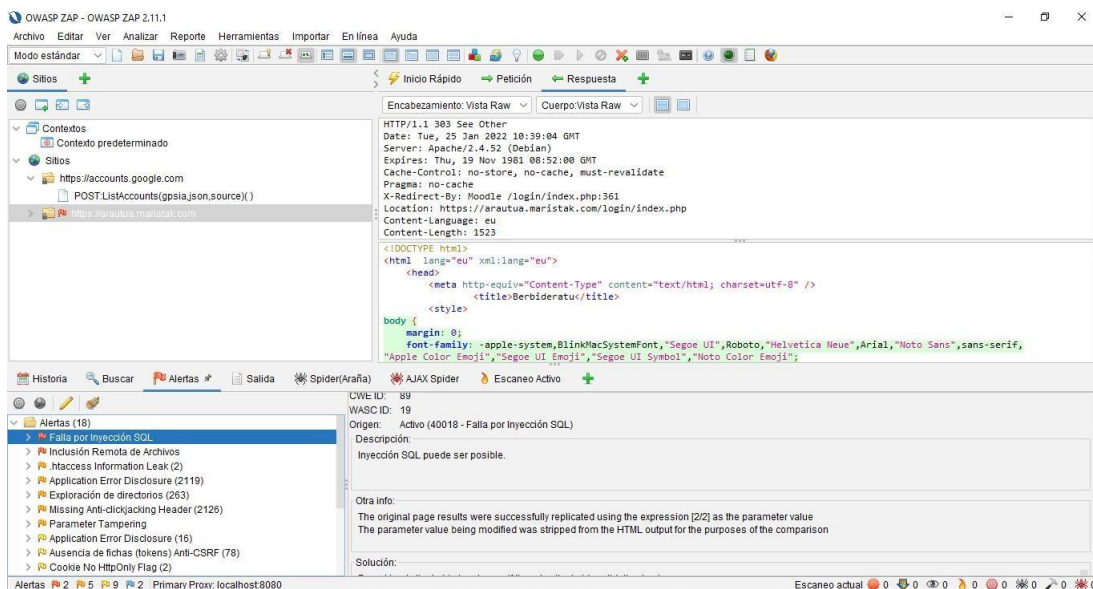 OWASP ZAP - OWASP ZAP 2.11.1
Archivo Editar Ver Analizar Reporte Herramientas Importar En línea Ayuda
Modo estándar
Sitios
Inicio Rápido Petición Respuesta
Encabezamiento: Vista Raw Cuerpo:Vista Raw
Contextos
Contexto predeterminado
Sitios
https://accounts.google.com
POST:ListAccounts(gpsia,json,source)( )
https://arautua.maristak.com
HTTP/1.1 303 See Other
Date: Tue, 25 Jan 2022 10:39:04 GMT
Server: Apache/2.4.52 (Debian)
Expires: Thu, 19 Nov 1981 08:52:00 GMT
Cache-Control: no-store, no-cache, must-revalidate
Pragma: no-cache
X-Redirect-By: Moodle /login/index.php:361
Location: https://arautua.maristak.com/login/index.php
Content-Language: eu
Content-Length: 1523
<!DOCTYPE html>
<html lang="eu" xml:lang="eu">
<head>
<meta http-equiv="Content-Type" content="text/html; charset=utf-8" />
<title>Berbideratu</title>
<style>
body {
margin: 0;
font-family: -apple-system,BlinkMacSystemFont,"Segoe UI",Roboto,"Helvetica Neue",Arial,"Noto Sans",sans-serif,
"Apple Color Emoji","Segoe UI Emoji","Segoe UI Symbol","Noto Color Emoji";
Historia Buscar Alertas Salida Spider(Araña) AJAX Spider Escaneo Activo
Alertas (18)
Falla por Inyección SQL
Inclusión Remota de Archivos
.htaccess Information Leak (2)
Application Error Disclosure (2119)
Exploración de directorios (263)
Missing Anti-clickjacking Header (2126)
Parameter Tampering
Application Error Disclosure (16)
Ausencia de fichas (tokens) Anti-CSRF (78)
Cookie No HttpOnly Flag (2)
CWE ID: 89
WASC ID: 19
Origen: Activo (40018 - Falla por Inyección SQL)
Descripción:
Inyección SQL puede ser posible.
Otra info:
The original page results were successfully replicated using the expression [2/2] as the parameter value
The parameter value being modified was stripped from the HTML output for the purposes of the comparison
Solución:
Alertas 2 5 9 2 Primary Proxy: localhost:8080
Escaneo actual 0 0 0 0 0 0 0 0